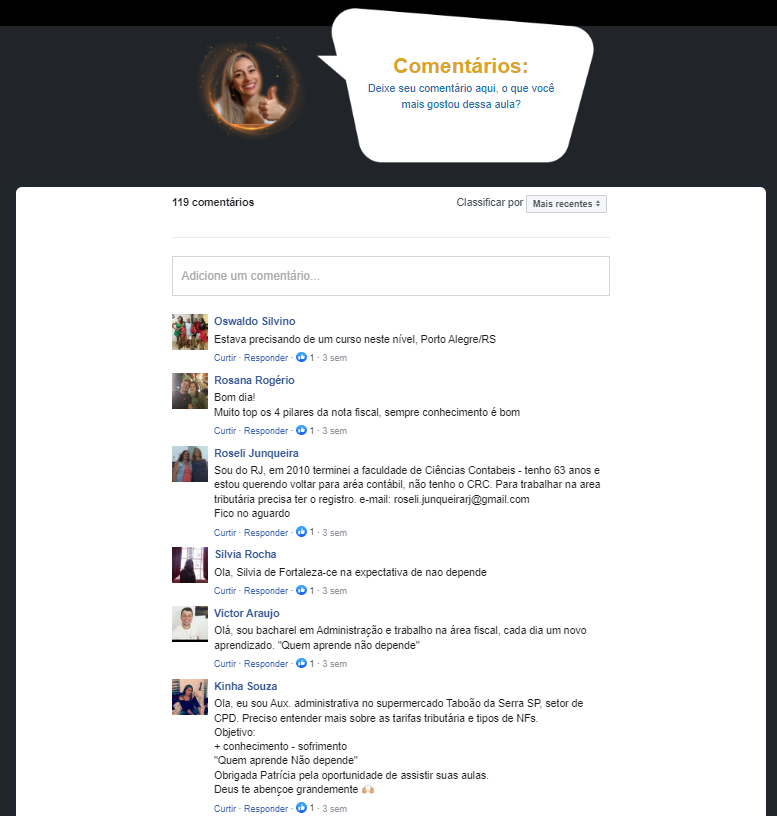 Comentários:
Deixe seu comentário aqui, o que você
mais gostou dessa aula?
119 comentários
Classificar por Mais recentes
Adicione um comentário...
Oswaldo Silvino
Estava precisando de um curso neste nível, Porto Alegre/RS
Curtir · Responder · 1 · 3 sem
Rosana Rogério
Bom dia!
Muito top os 4 pilares da nota fiscal, sempre conhecimento é bom
Curtir · Responder · 1 · 3 sem
Roseli Junqueira
Sou do RJ, em 2010 terminei a faculdade de Ciências Contabeis - tenho 63 anos e
estou querendo voltar para aréa contábil, não tenho o CRC. Para trabalhar na area
tributária precisa ter o registro. e-mail: roseli.junqueirarj@gmail.com
Fico no aguardo
Curtir · Responder · 1 · 3 sem
Silvia Rocha
Ola, Silvia de Fortaleza-ce na expectativa de nao depende
Curtir · Responder · 1 · 3 sem
Victor Araujo
Olá, sou bacharel em Administração e trabalho na área fiscal, cada dia um novo
aprendizado. "Quem aprende não depende"
Curtir · Responder · 1 · 3 sem
Kinha Souza
Ola, eu sou Aux. administrativa no supermercado Taboão da Serra SP, setor de
CPD. Preciso entender mais sobre as tarifas tributária e tipos de NFs.
Objetivo:
+ conhecimento - sofrimento
"Quem aprende Não depende"
Obrigada Patrícia pela oportunidade de assistir suas aulas.
Deus te abençoe grandemente 🙌🏻
Curtir · Responder · 1 · 3 sem